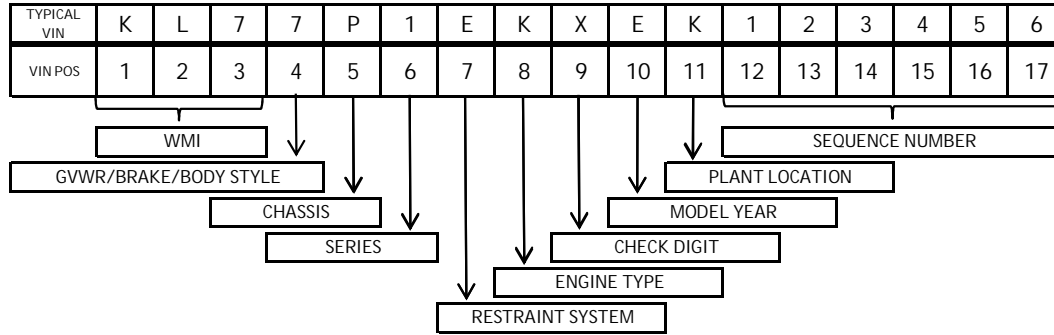 TYPICAL VIN K L 7 7 P 1 E K X E K 1 2 3 4 5 6
VIN POS 1 2 3 4 5 6 7 8 9 10 11 12 13 14 15 16 17
WMI SEQUENCE NUMBER
GVWR/BRAKE/BODY STYLE PLANT LOCATION
CHASSIS MODEL YEAR
SERIES CHECK DIGIT
ENGINE TYPE
RESTRAINT SYSTEM